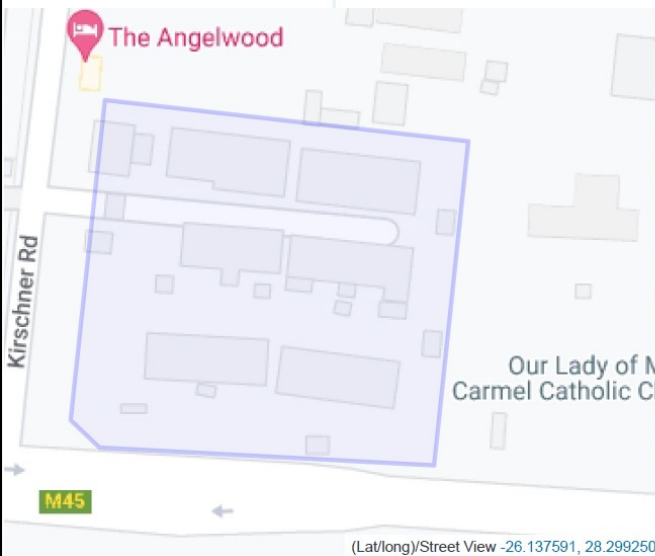 The Angelwood
Kirschner Rd
Our Lady of M
Carmel Catholic C
M45
(Lat/long)/Street View -26.137591, 28.299250